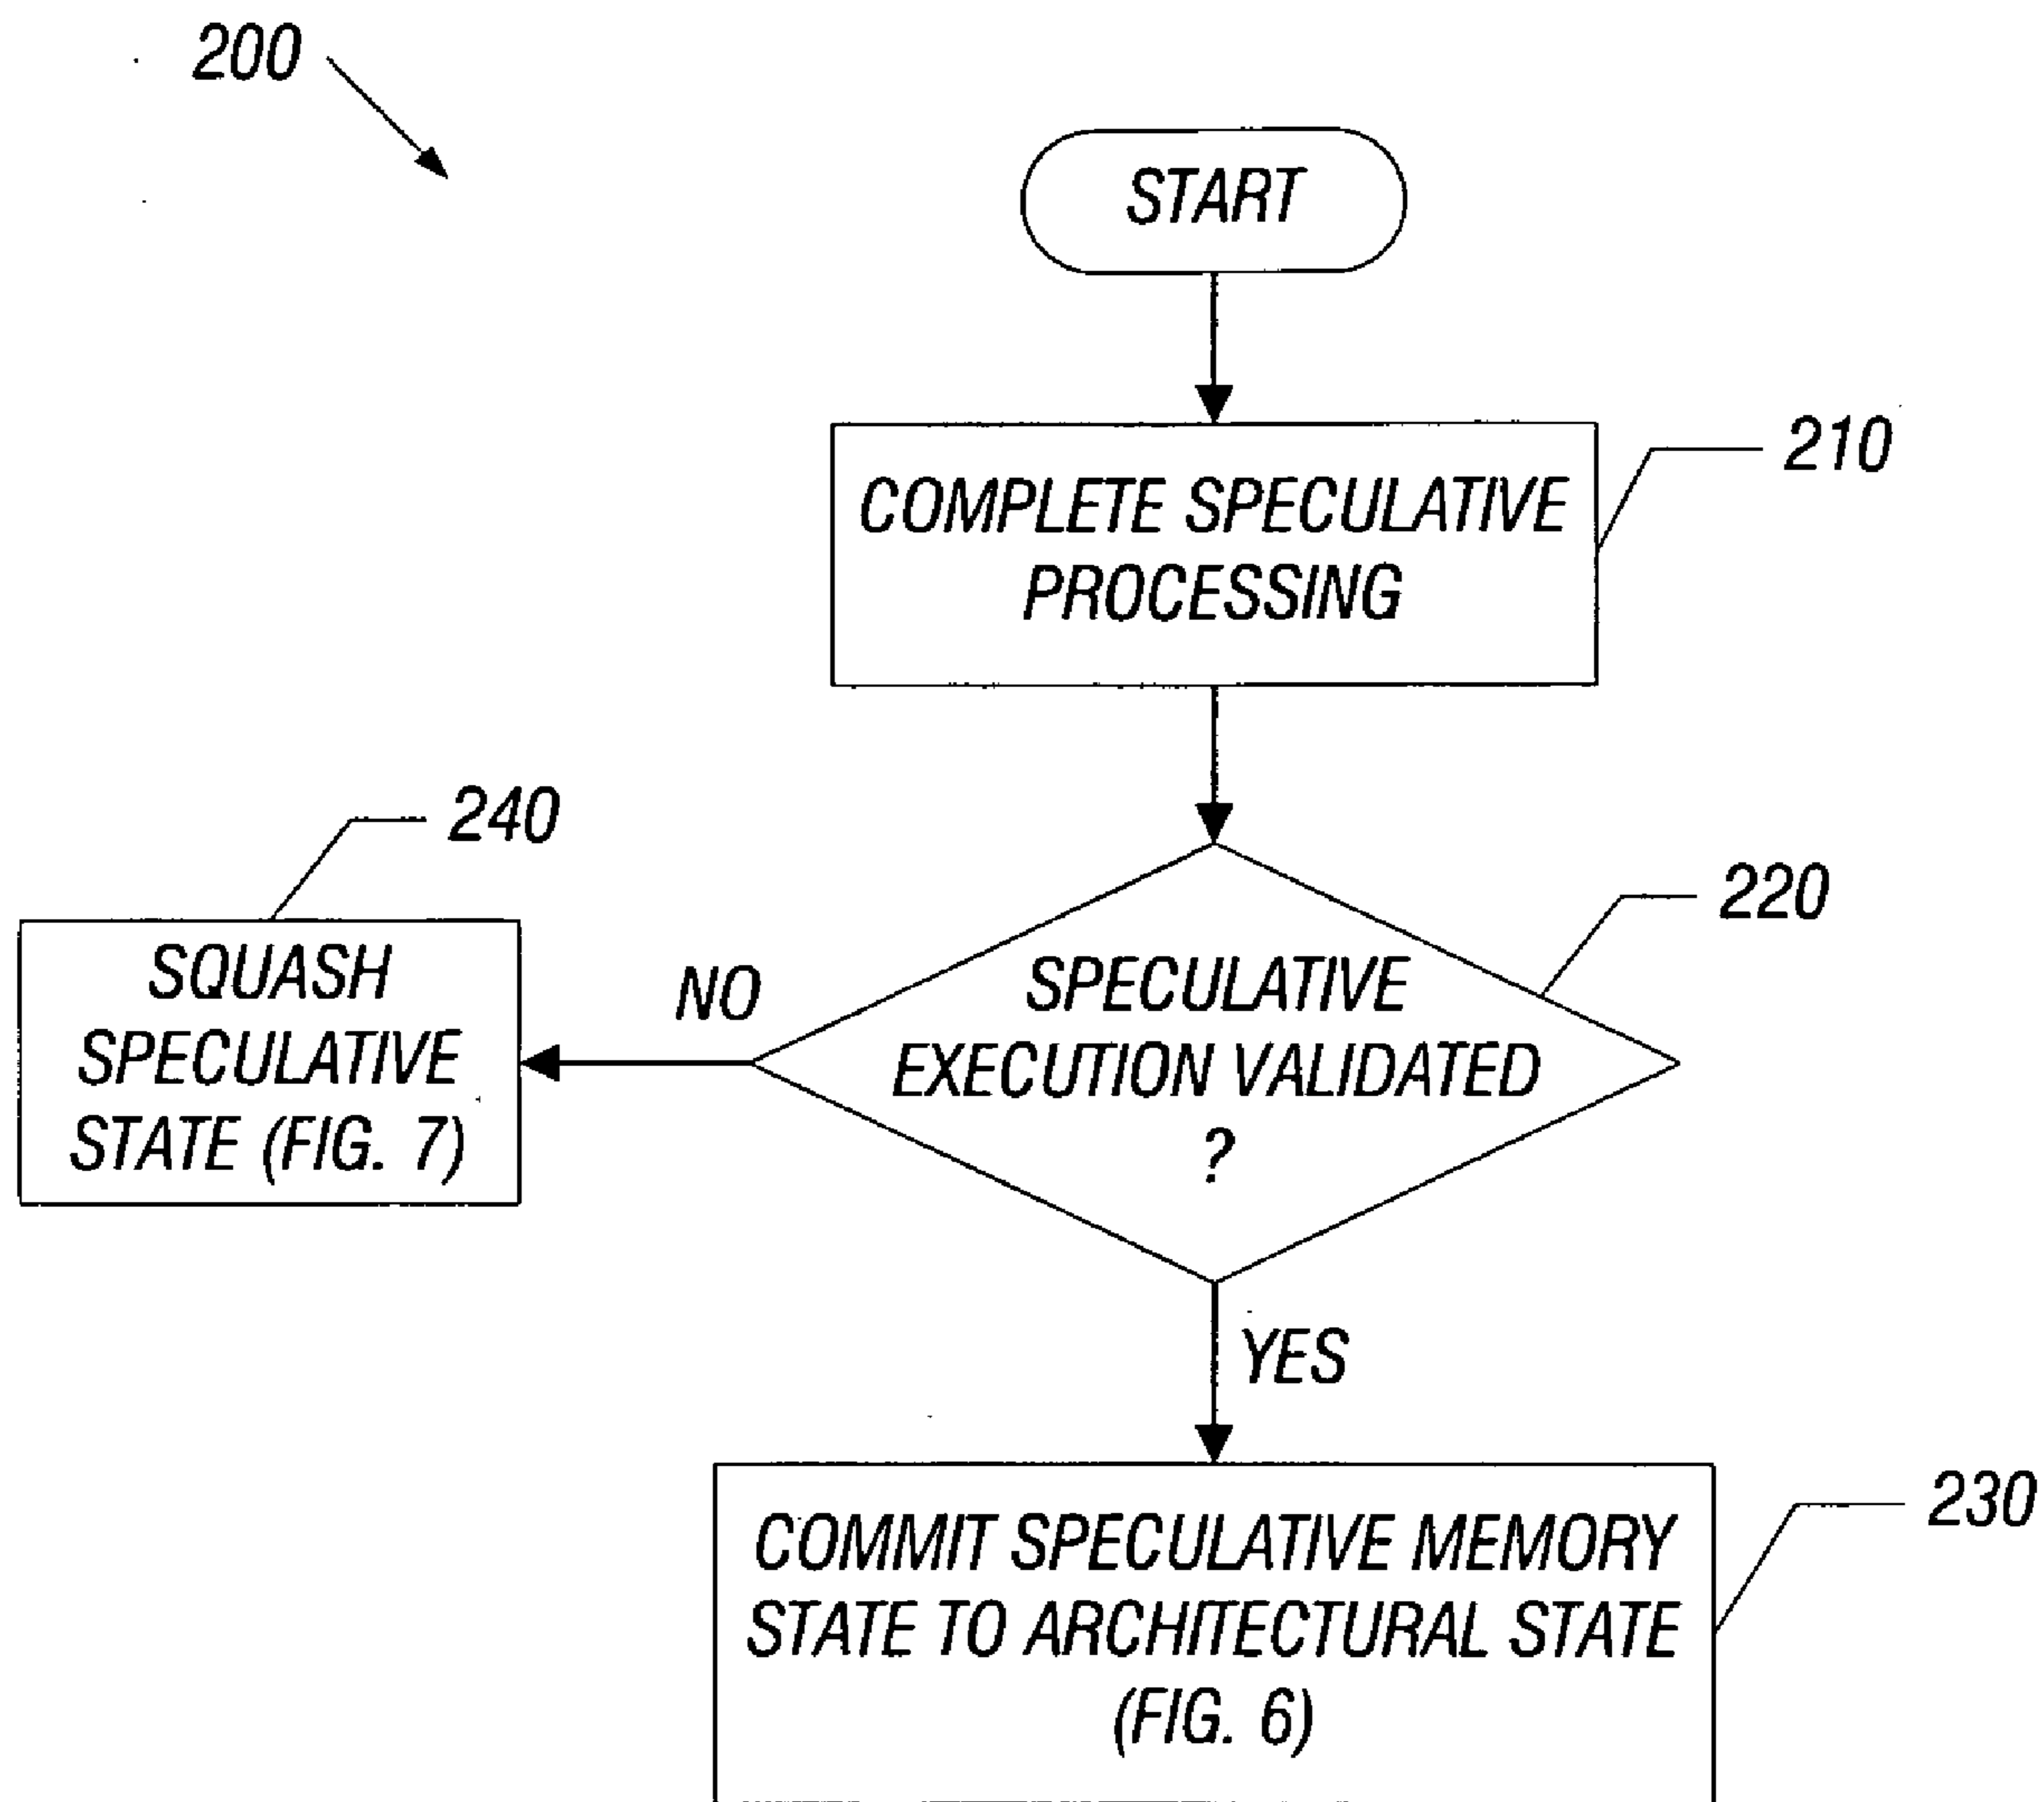 200
START
COMPLETE SPECULATIVE
PROCESSING
210
SPECULATIVE
EXECUTION VALIDATED
?
220
NO
240
SQUASH
SPECULATIVE
STATE (FIG. 7)
YES
COMMIT SPECULATIVE MEMORY
STATE TO ARCHITECTURAL STATE
(FIG. 6)
230